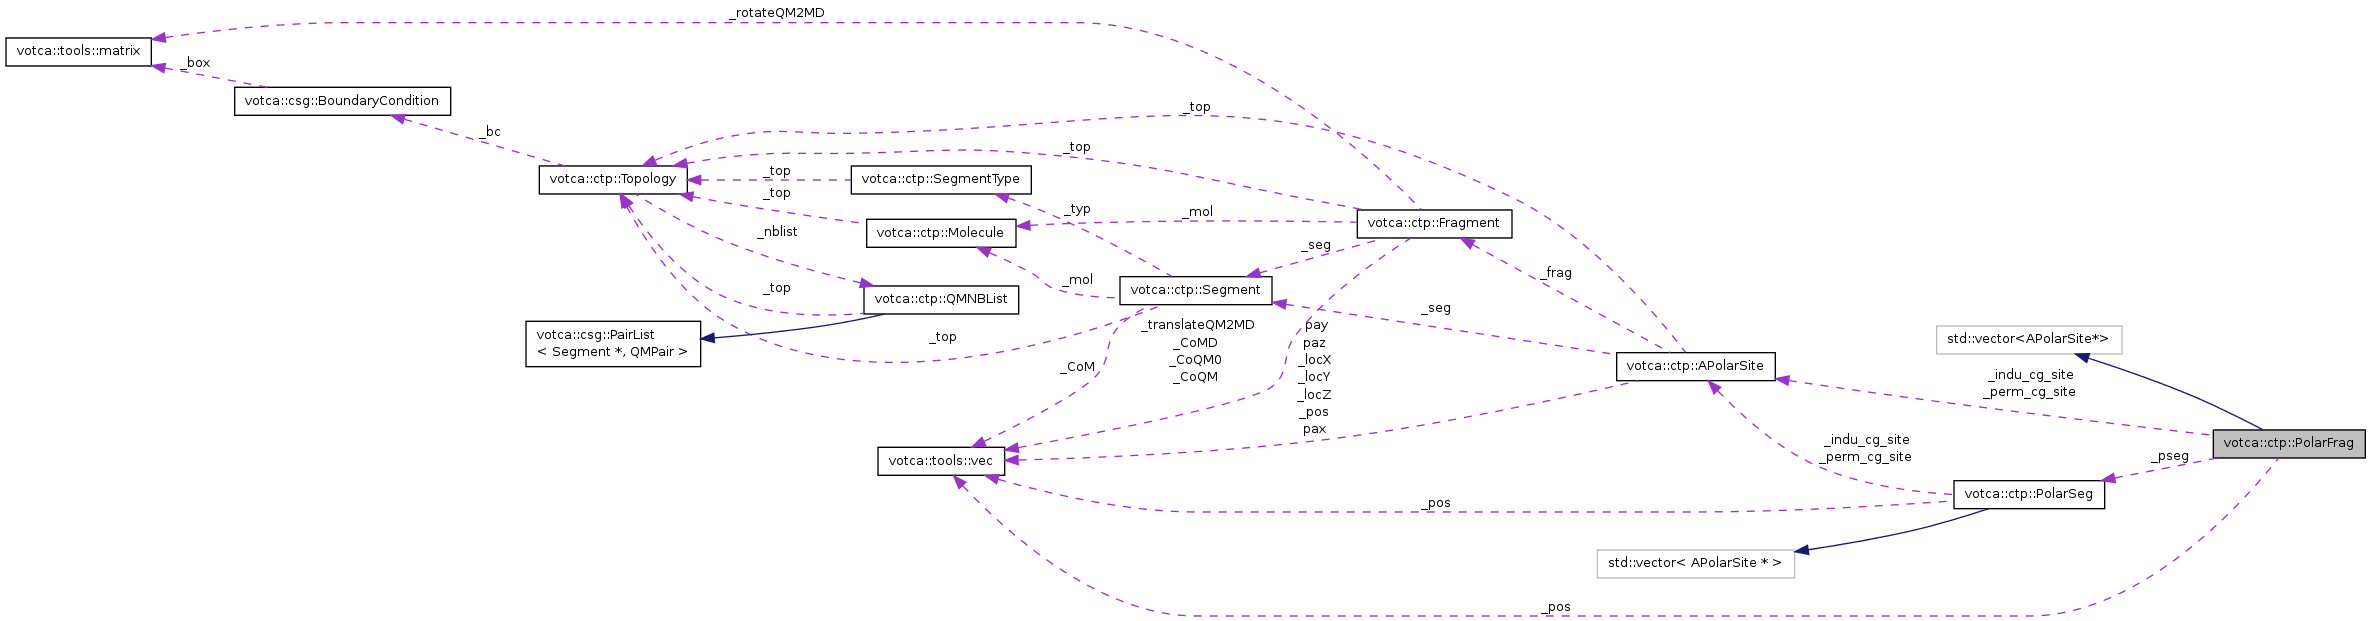 _rotateQM2MD
votca::tools::matrix
_box
votca::csg::BoundaryCondition
_top
_bc
_top
votca::ctp::Topology
_top
votca::ctp::SegmentType
_top
_typ
_mol
votca::ctp::Fragment
votca::ctp::Molecule
_nblist
_seg
_frag
_mol
votca::ctp::Segment
_top
votca::ctp::QMNBList
_seg
votca::csg::PairList
< Segment *, QMPair >
_top
_translateQM2MD
_CoMD
_CoQM0
_CoQM
pay
paz
_locX
_locY
_locZ
_pos
pax
_CoM
votca::ctp::APolarSite
std::vector<APolarSite*>
_indu_cg_site
_perm_cg_site
_indu_cg_site
_perm_cg_site
votca::ctp::PolarFrag
_pseg
votca::tools::vec
votca::ctp::PolarSeg
_pos
std::vector< APolarSite * >
_pos